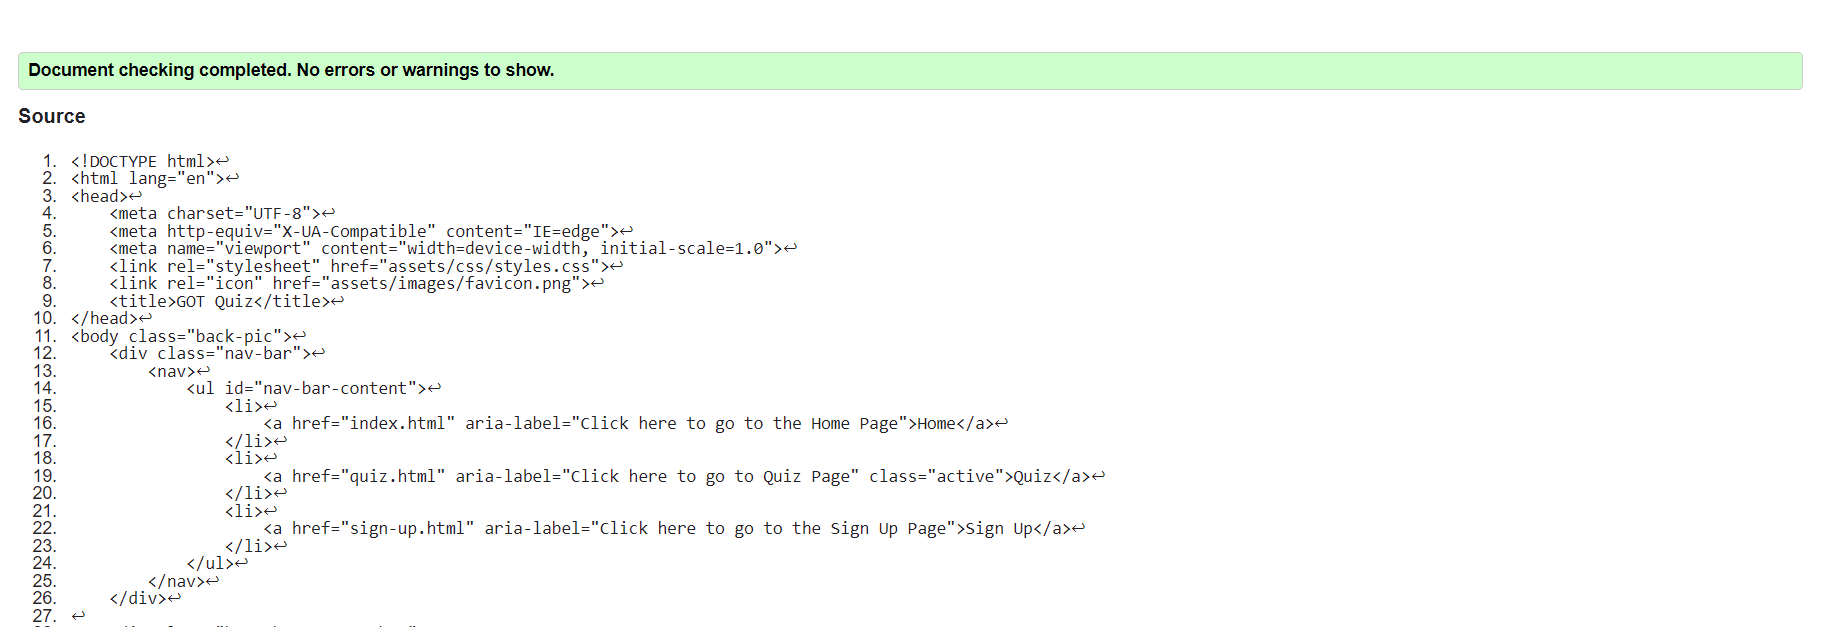 Document checking completed. No errors or warnings to show.
Source
1. <!DOCTYPE html>↩
2. <html lang="en">↩
3. <head>↩
4.     <meta charset="UTF-8">↩
5.     <meta http-equiv="X-UA-Compatible" content="IE=edge">↩
6.     <meta name="viewport" content="width=device-width, initial-scale=1.0">↩
7.     <link rel="stylesheet" href="assets/css/styles.css">↩
8.     <link rel="icon" href="assets/images/favicon.png">↩
9.     <title>GOT Quiz</title>↩
10. </head>↩
11. <body class="back-pic">↩
12.     <div class="nav-bar">↩
13.         <nav>↩
14.             <ul id="nav-bar-content">↩
15.                 <li>↩
16.                     <a href="index.html" aria-label="Click here to go to the Home Page">Home</a>↩
17.                 </li>↩
18.                 <li>↩
19.                     <a href="quiz.html" aria-label="Click here to go to Quiz Page" class="active">Quiz</a>↩
20.                 </li>↩
21.                 <li>↩
22.                     <a href="sign-up.html" aria-label="Click here to go to the Sign Up Page">Sign Up</a>↩
23.                 </li>↩
24.             </ul>↩
25.         </nav>↩
26.     </div>↩
27. ↩